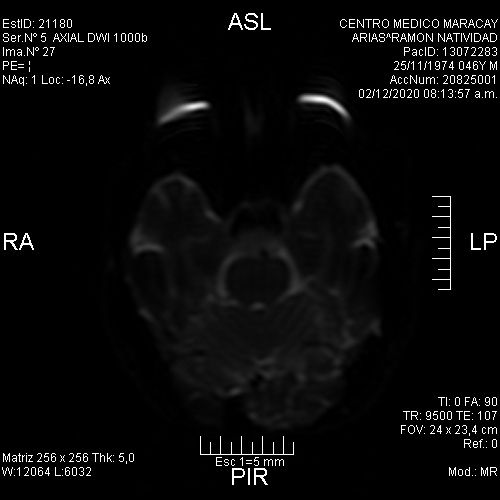 EstID: 21180
Ser.Nº 5 AXIAL DWI 1000b
Ima.Nº 27
PE= ¦
NAq: 1 Loc: -16,8 Ax
ASL
CENTRO MEDICO MARACAY
ARIAS^RAMON NATIVIDAD
PacID: 13072283
25/11/1974 046Y M
AccNum: 20825001
02/12/2020 08:13:57 a.m.
RA
LP
Matriz 256 x 256 Thk: 5,0
W:12064 L:6032
Esc 1=5 mm
PIR
TI: 0 FA: 90
TR: 9500 TE: 107
FOV: 24 x 23,4 cm
Ref.: 0
Mod.: MR